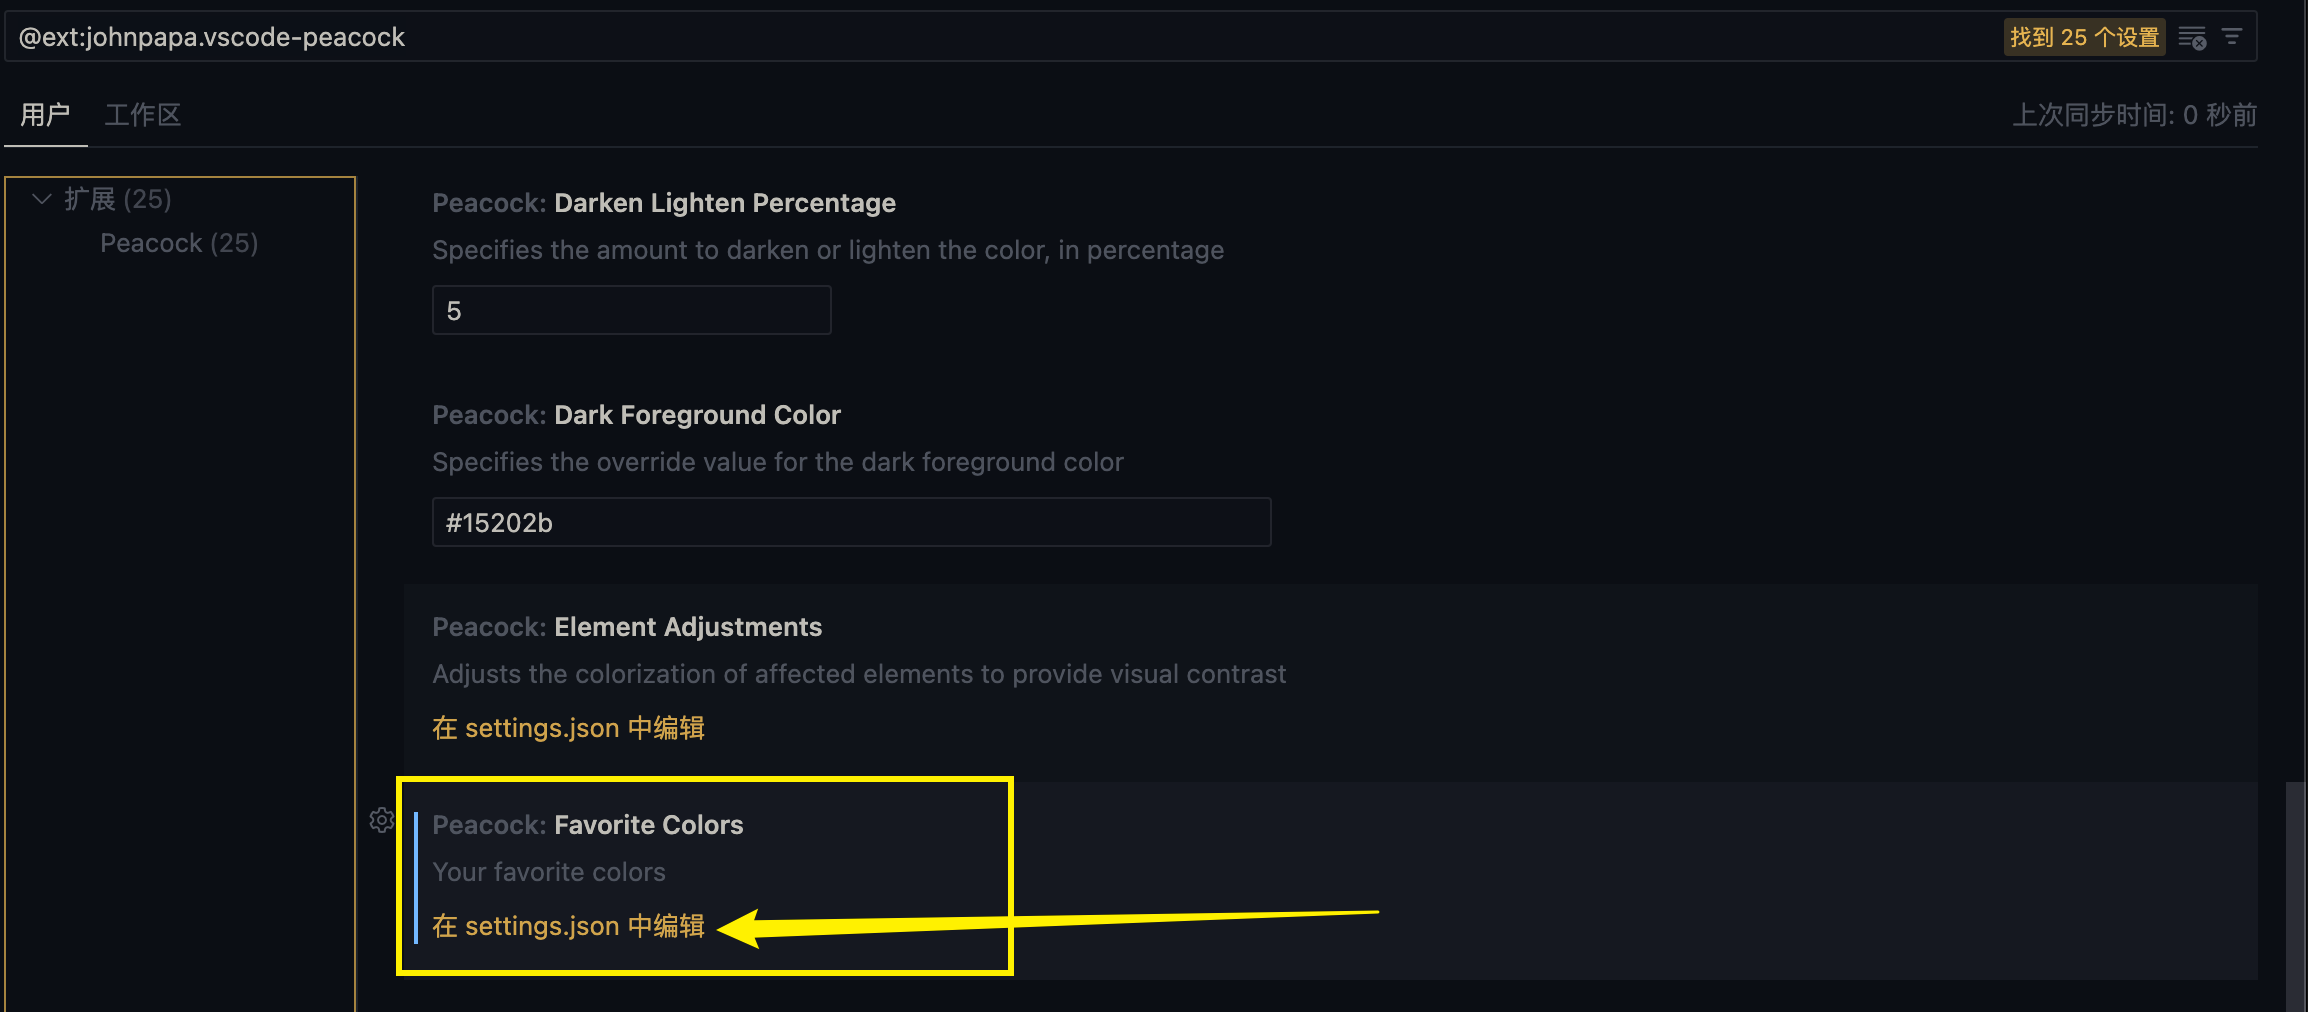 @ext:johnpapa.vscode-peacock
找到 25 个设置
用户 工作区
上次同步时间: 0 秒前
扩展 (25)
Peacock (25)
Peacock: Darken Lighten Percentage
Specifies the amount to darken or lighten the color, in percentage
5
Peacock: Dark Foreground Color
Specifies the override value for the dark foreground color
#15202b
Peacock: Element Adjustments
Adjusts the colorization of affected elements to provide visual contrast
在 settings.json 中编辑
Peacock: Favorite Colors
Your favorite colors
在 settings.json 中编辑